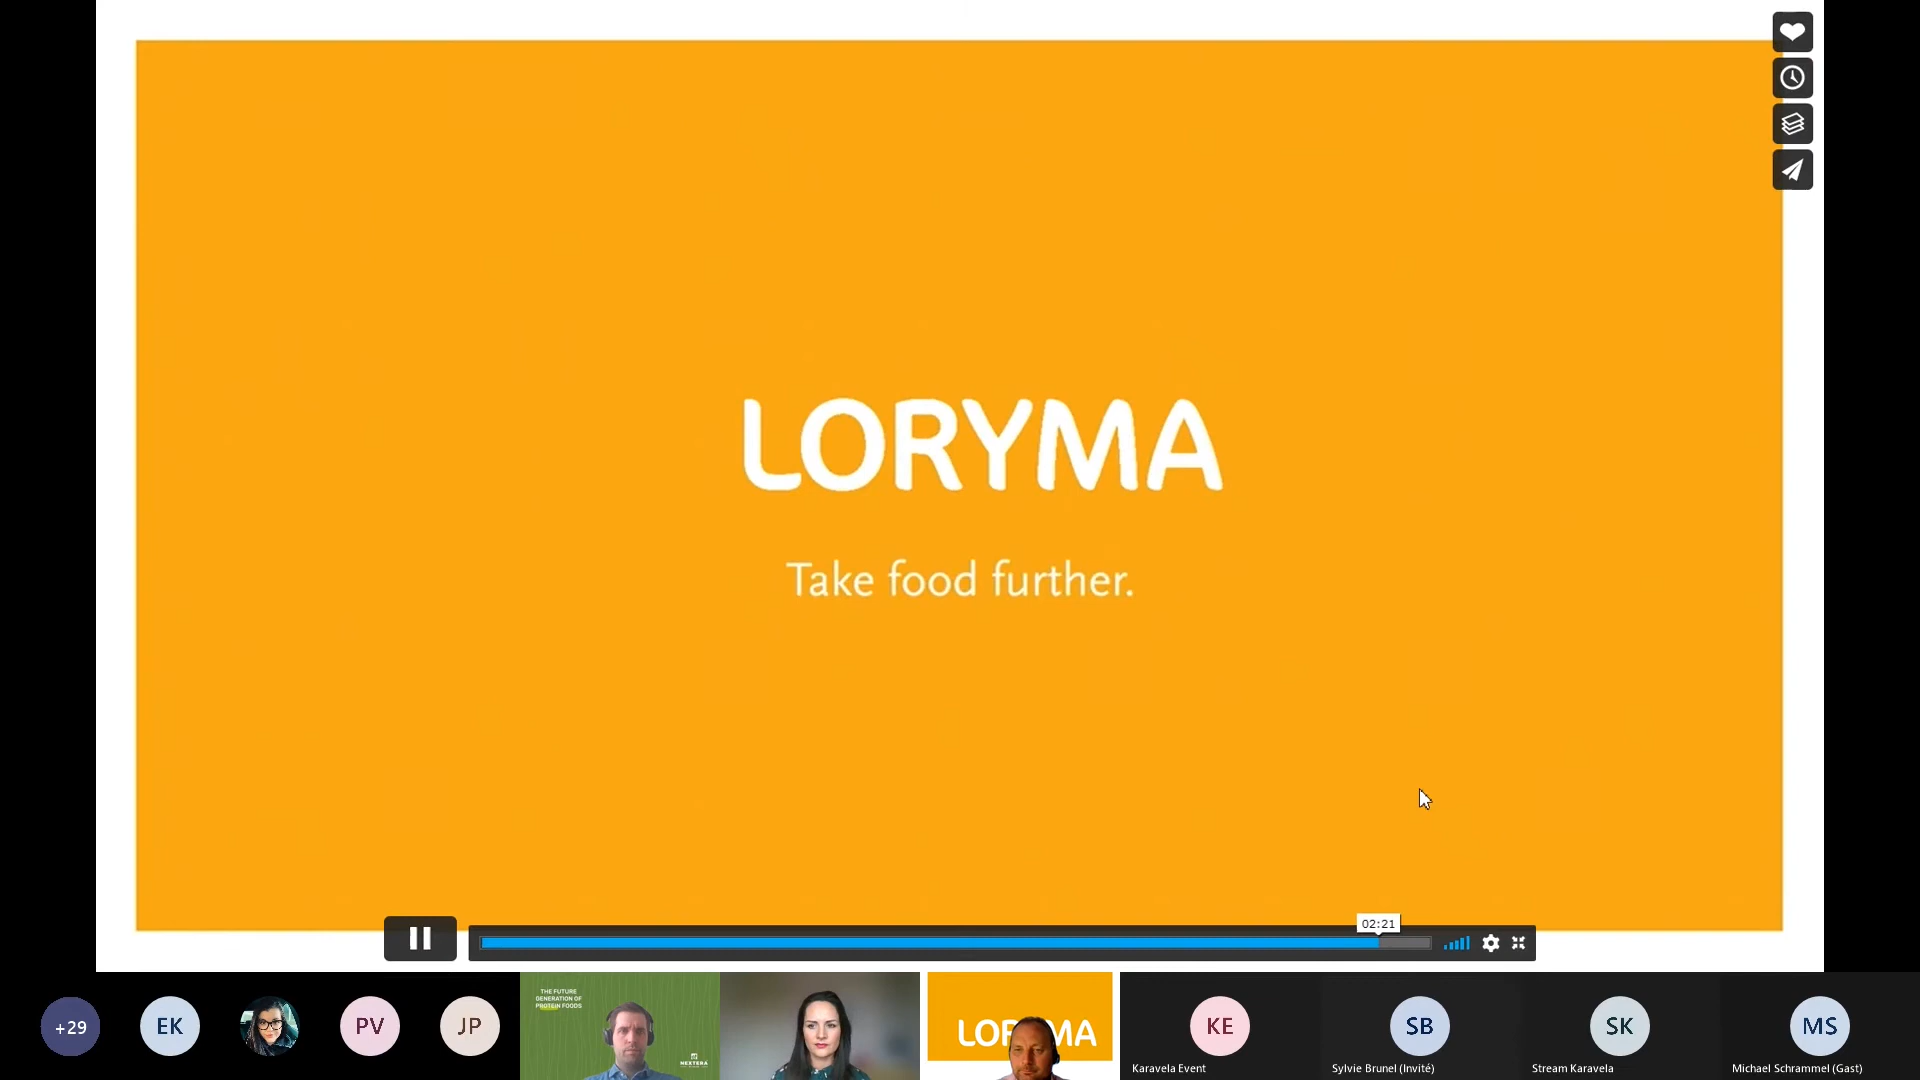 LORYMA
Take food further.
02:21
+29
EK
PV
JP
THE FUTURE
GENERATION OF
PROTEIN FOODS
NEXTERA
KE
Karavela Event
SB
Sylvie Brunel (Invité)
SK
Stream Karavela
MS
Michael Schrammel (Gast)